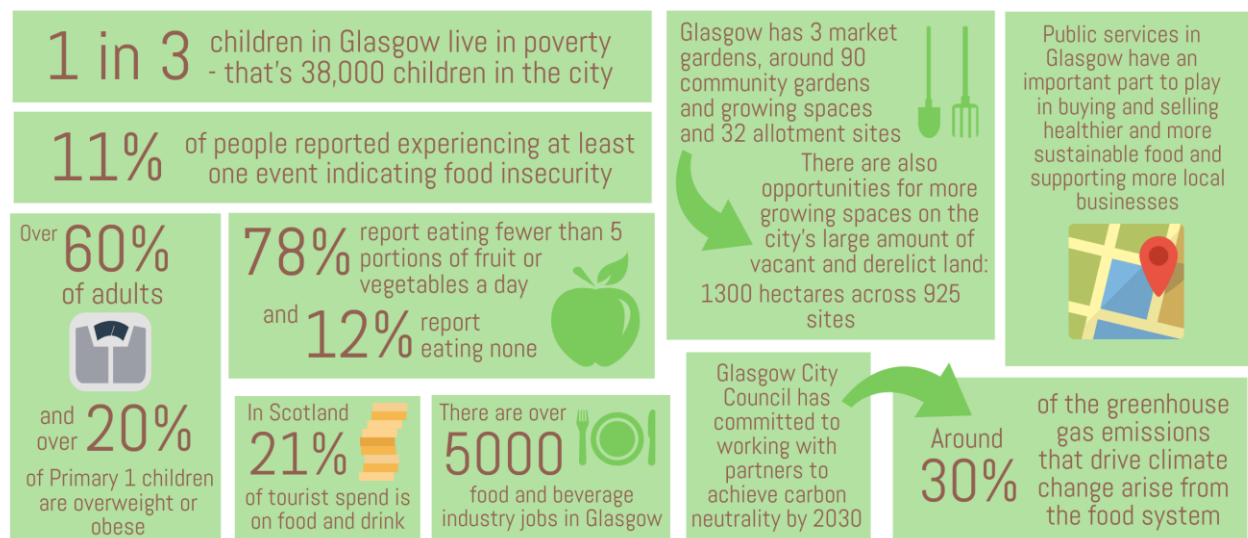 1 in 3 children in Glasgow live in poverty
- that's 38,000 children in the city
11% of people reported experiencing at least
one event indicating food insecurity
Over 60%
of adults
and over 20%
of Primary 1 children
are overweight or
obese
78% report eating fewer than 5
portions of fruit or
vegetables a day
and 12% report
eating none
In Scotland
21%
of tourist spend is
on food and drink
There are over
5000
food and beverage
industry jobs in Glasgow
Glasgow has 3 market
gardens, around 90
community gardens
and growing spaces
and 32 allotment sites
There are also
opportunities for more
growing spaces on the
city's large amount of
vacant and derelict land:
1300 hectares across 925
sites
Public services in
Glasgow have an
important part to play
in buying and selling
healthier and more
sustainable food and
supporting more local
businesses
Glasgow City
Council has
committed to
working with
partners to
achieve carbon
neutrality by 2030
Around
30%
of the greenhouse
gas emissions
that drive climate
change arise from
the food system